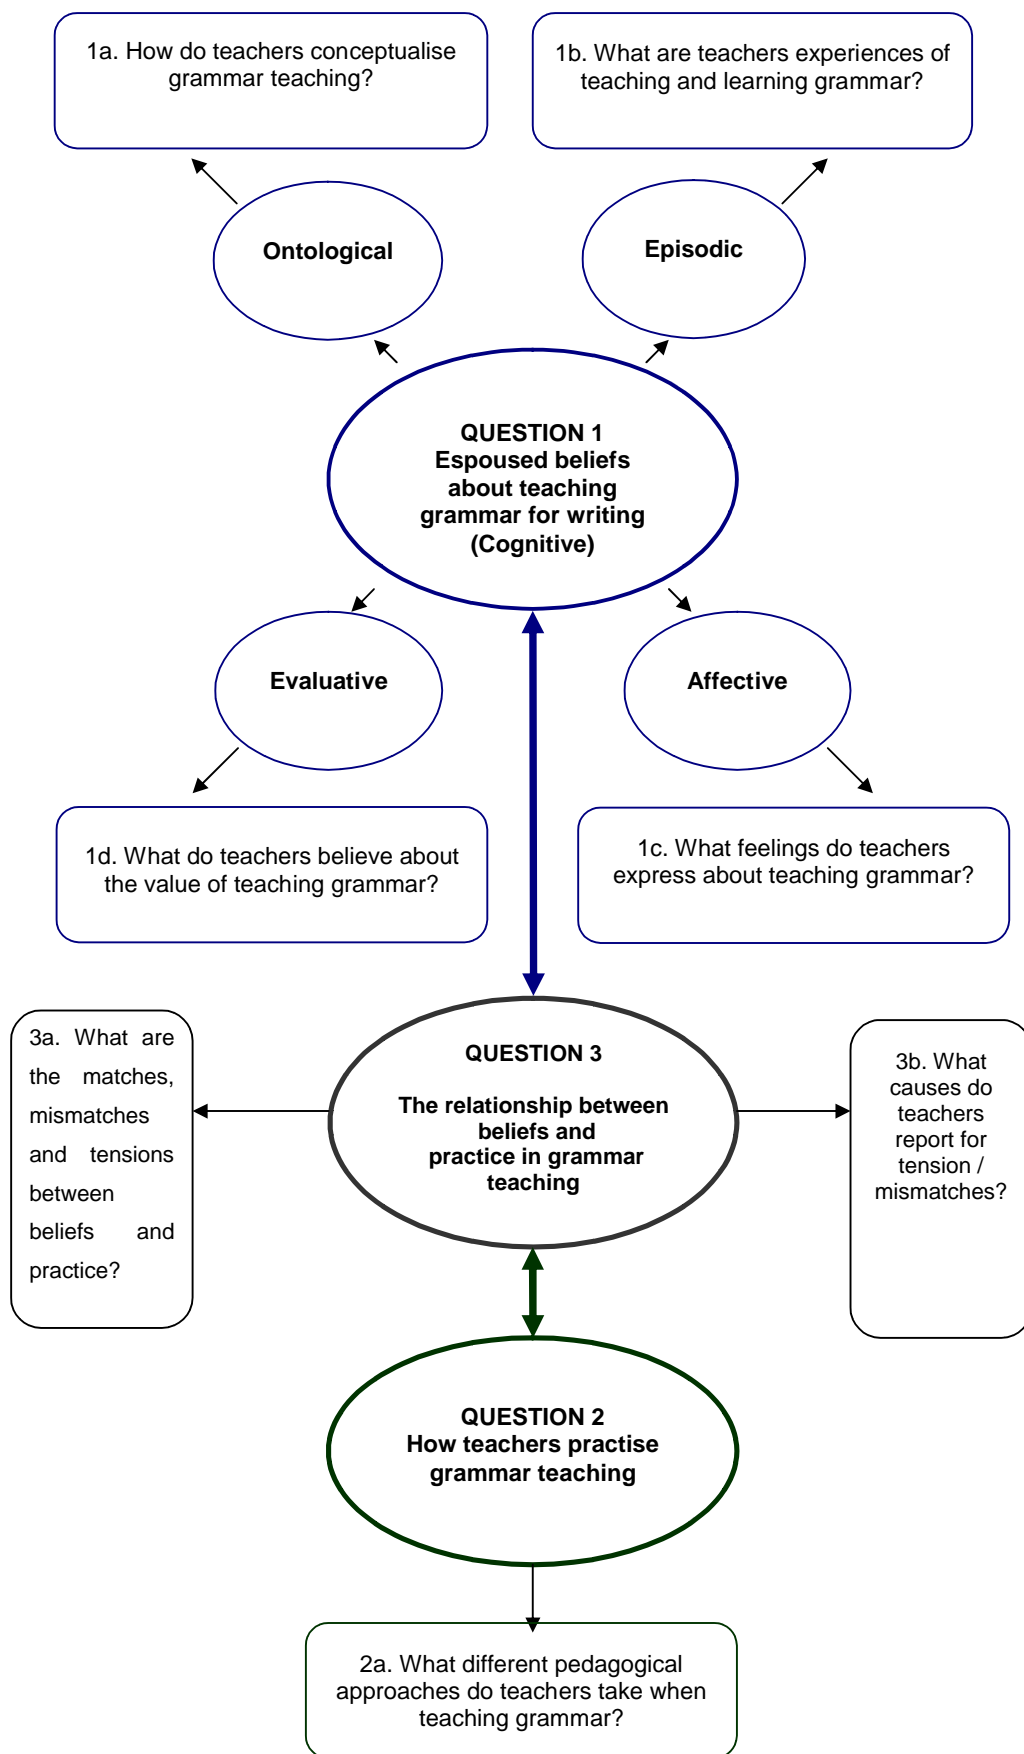 1a. How do teachers conceptualise
grammar teaching?
1b. What are teachers experiences of
teaching and learning grammar?
Ontological
Episodic
QUESTION 1
Espoused beliefs
about teaching
grammar for writing
(Cognitive)
Evaluative
Affective
1d. What do teachers believe about
the value of teaching grammar?
1c. What feelings do teachers
express about teaching grammar?
3a. What are
the matches,
mismatches
and tensions
between
beliefs and
practice?
QUESTION 3
The relationship between
beliefs and
practice in grammar
teaching
3b. What
causes do
teachers
report for
tension /
mismatches?
QUESTION 2
How teachers practise
grammar teaching
2a. What different pedagogical
approaches do teachers take when
teaching grammar?